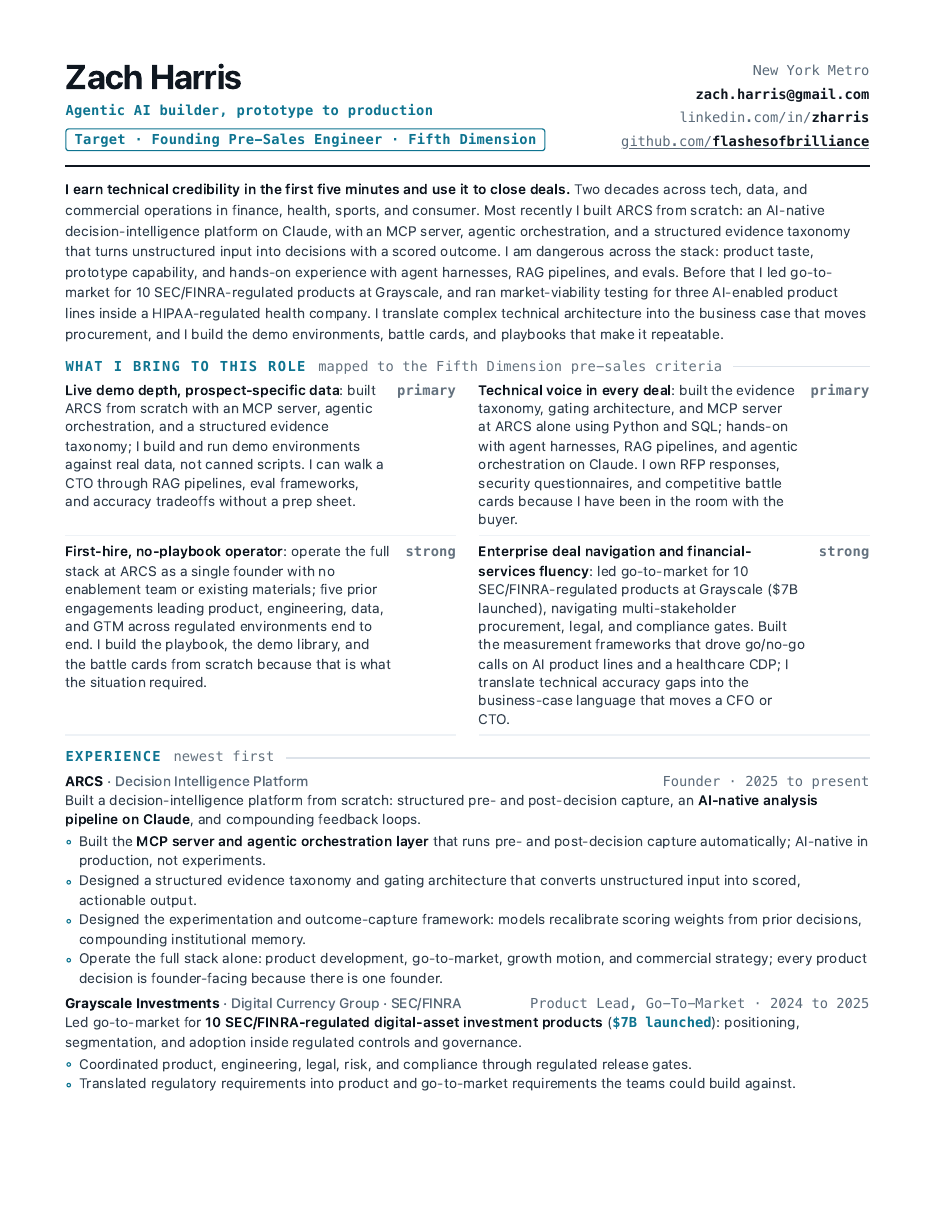 Zach Harris
Agentic AI builder, prototype to production
Target · Founding Pre–Sales Engineer · Fifth Dimension
New York Metro
zach.harris@gmail.com
linkedin.com/in/zharris
github.com/flashesofbrilliance
I earn technical credibility in the first five minutes and use it to close deals. Two decades across tech, data, and
commercial operations in finance, health, sports, and consumer. Most recently I built ARCS from scratch: an AI-native
decision-intelligence platform on Claude, with an MCP server, agentic orchestration, and a structured evidence taxonomy
that turns unstructured input into decisions with a scored outcome. I am dangerous across the stack: product taste,
prototype capability, and hands-on experience with agent harnesses, RAG pipelines, and evals. Before that I led go-to-
market for 10 SEC/FINRA-regulated products at Grayscale, and ran market-viability testing for three AI-enabled product
lines inside a HIPAA-regulated health company. I translate complex technical architecture into the business case that moves
procurement, and I build the demo environments, battle cards, and playbooks that make it repeatable.
WHAT I BRING TO THIS ROLE mapped to the Fifth Dimension pre–sales criteria
Live demo depth, prospect-specific data: built primary
ARCS from scratch with an MCP server, agentic
orchestration, and a structured evidence
taxonomy; I build and run demo environments
against real data, not canned scripts. I can walk a
CTO through RAG pipelines, eval frameworks,
and accuracy tradeoffs without a prep sheet.
Technical voice in every deal: built the evidence primary
taxonomy, gating architecture, and MCP server
at ARCS alone using Python and SQL; hands-on
with agent harnesses, RAG pipelines, and agentic
orchestration on Claude. I own RFP responses,
security questionnaires, and competitive battle
cards because I have been in the room with the
buyer.
First-hire, no-playbook operator: operate the full strong
stack at ARCS as a single founder with no
enablement team or existing materials; five prior
engagements leading product, engineering, data,
and GTM across regulated environments end to
end. I build the playbook, the demo library, and
the battle cards from scratch because that is what
the situation required.
Enterprise deal navigation and financial- strong
services fluency: led go-to-market for 10
SEC/FINRA-regulated products at Grayscale ($7B
launched), navigating multi-stakeholder
procurement, legal, and compliance gates. Built
the measurement frameworks that drove go/no-go
calls on AI product lines and a healthcare CDP; I
translate technical accuracy gaps into the
business-case language that moves a CFO or
CTO.
EXPERIENCE newest first
ARCS · Decision Intelligence Platform Founder · 2025 to present
Built a decision-intelligence platform from scratch: structured pre- and post-decision capture, an AI-native analysis
pipeline on Claude, and compounding feedback loops.
Built the MCP server and agentic orchestration layer that runs pre- and post-decision capture automatically; AI-native in
production, not experiments.
Designed a structured evidence taxonomy and gating architecture that converts unstructured input into scored,
actionable output.
Designed the experimentation and outcome-capture framework: models recalibrate scoring weights from prior decisions,
compounding institutional memory.
Operate the full stack alone: product development, go-to-market, growth motion, and commercial strategy; every product
decision is founder-facing because there is one founder.
Grayscale Investments · Digital Currency Group · SEC/FINRA Product Lead, Go–To–Market · 2024 to 2025
Led go-to-market for 10 SEC/FINRA-regulated digital-asset investment products ($7B launched): positioning,
segmentation, and adoption inside regulated controls and governance.
Coordinated product, engineering, legal, risk, and compliance through regulated release gates.
Translated regulatory requirements into product and go-to-market requirements the teams could build against.